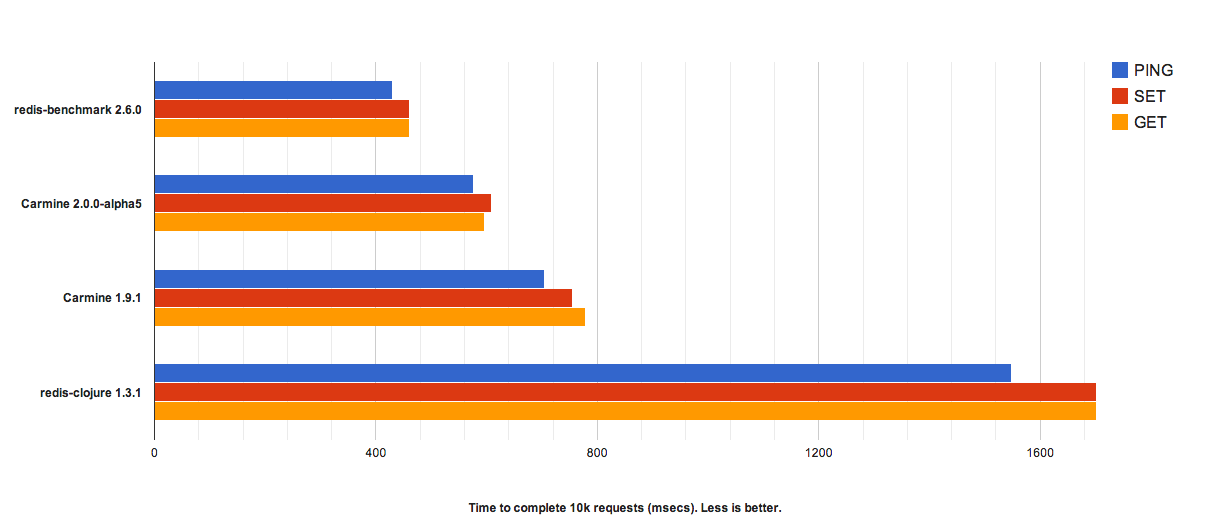 PING
SET
GET
redis-benchmark 2.6.0
Carmine 2.0.0-alpha5
Carmine 1.9.1
redis-clojure 1.3.1
0 400 800 1200 1600
Time to complete 10k requests (msecs). Less is better.